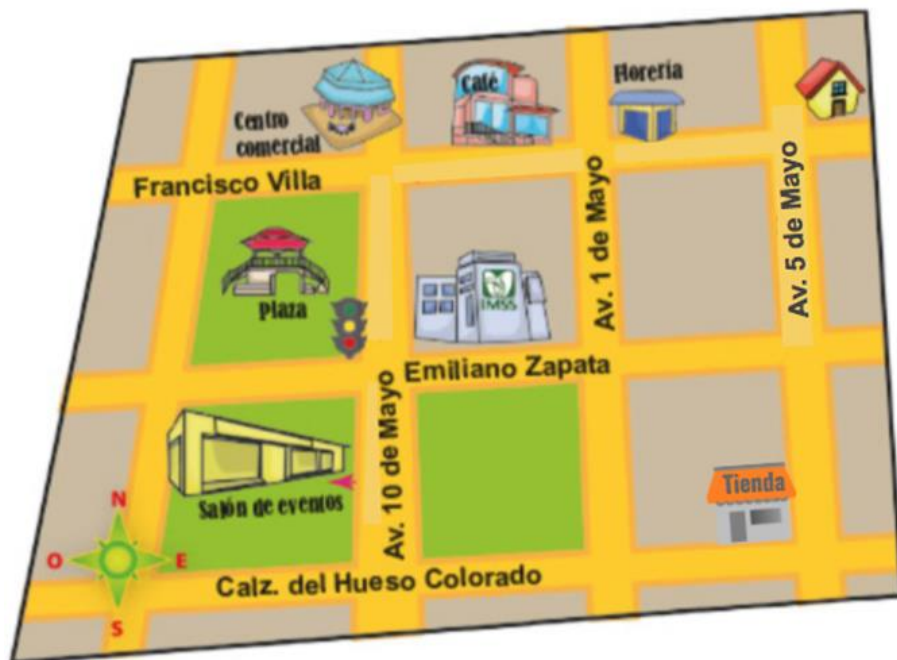 Centro
comercial
Café
Florería
Francisco Villa
Av. 1 de Mayo
Av. 5 de Mayo
Plaza
IMSS
Emiliano Zapata
Av. 10 de Mayo
Tienda
Salón de eventos
N
O
E
S
Calz. del Hueso Colorado